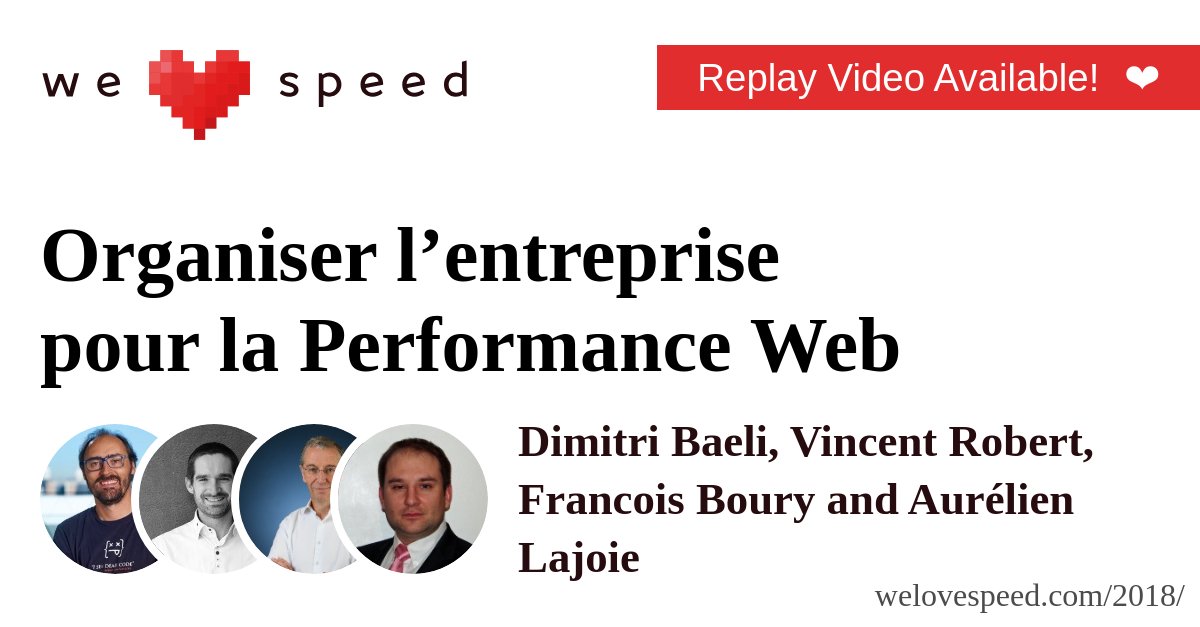 we speed
Replay Video Available! ❤
Organiser l’entreprise
pour la Performance Web
Dimitri Baeli, Vincent Robert,
Francois Boury and Aurélien
Lajoie
welovespeed.com/2018/